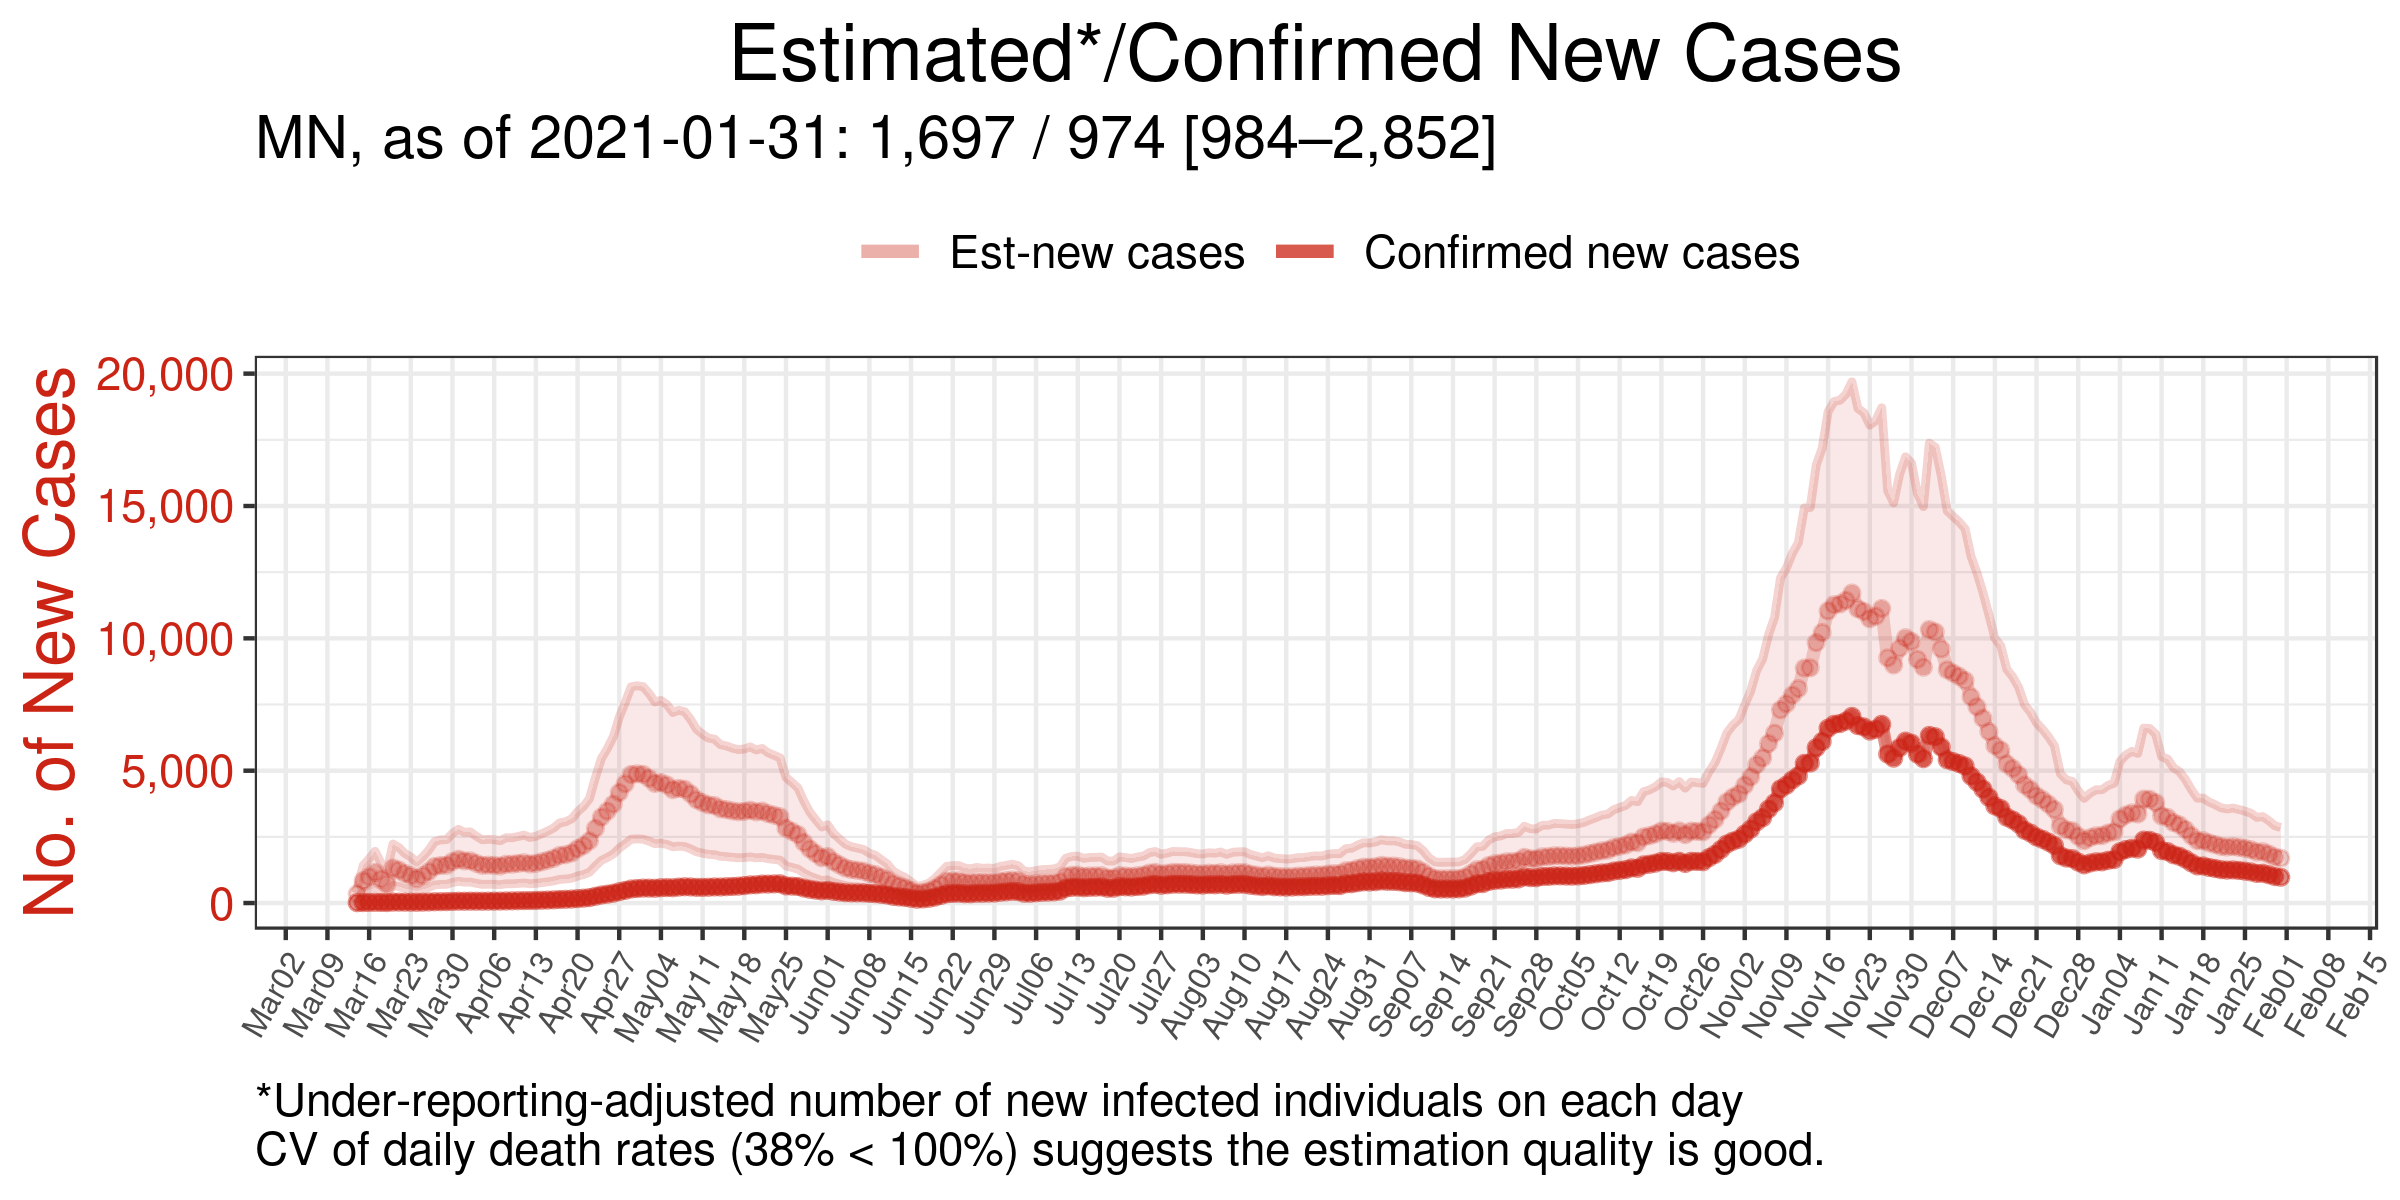 Estimated*/Confirmed New Cases
MN, as of 2021-01-31: 1,697 / 974 [984–2,852]
Est-new cases
Confirmed new cases
No. of New Cases
20,000
15,000
10,000
5,000
0
Mar02
Mar09
Mar16
Mar23
Mar30
Apr06
Apr13
Apr20
Apr27
May04
May11
May18
May25
Jun01
Jun08
Jun15
Jun22
Jun29
Jul06
Jul13
Jul20
Jul27
Aug03
Aug10
Aug17
Aug24
Aug31
Sep07
Sep14
Sep21
Sep28
Oct05
Oct12
Oct19
Oct26
Nov02
Nov09
Nov16
Nov23
Nov30
Dec07
Dec14
Dec21
Dec28
Jan04
Jan11
Jan18
Jan25
Feb01
Feb08
Feb15
*Under-reporting-adjusted number of new infected individuals on each day
CV of daily death rates (38% < 100%) suggests the estimation quality is good.